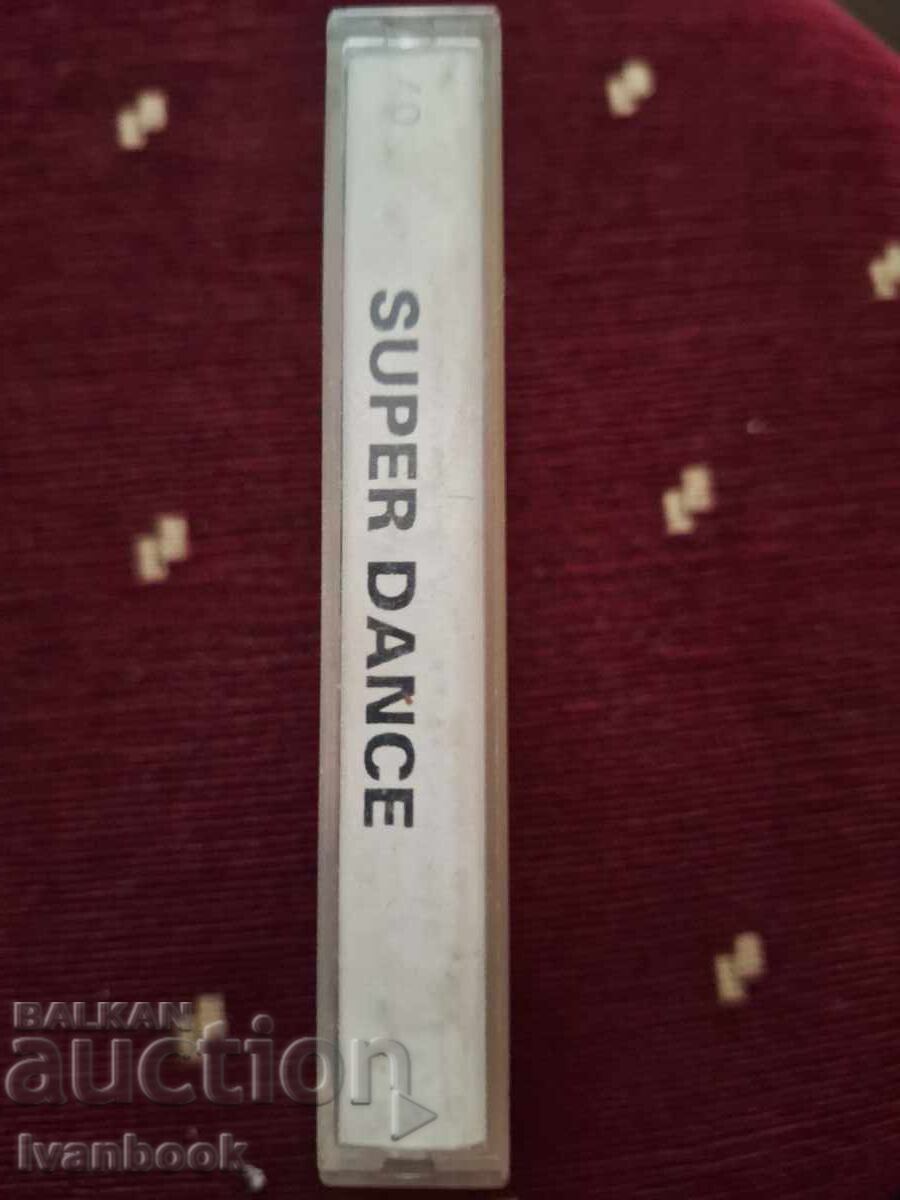 SUPER DANCE
BALKAN
auction
Ivanbook